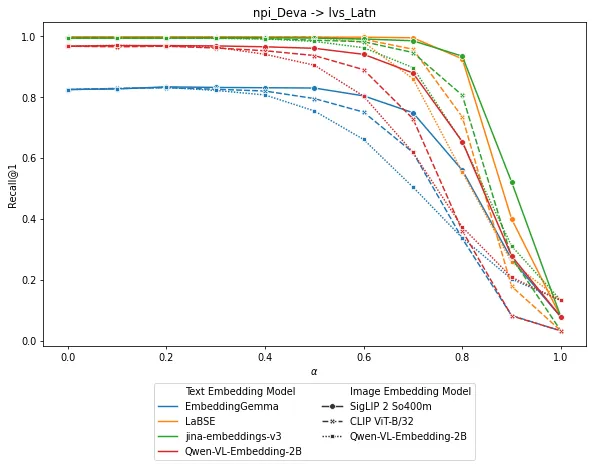 npi_Deva -> lvs_Latn
Recall@1
1.0
0.8
0.6
0.4
0.2
0.0
0.0 0.2 0.4 0.6 0.8 1.0
α
Text Embedding Model
EmbeddingGemma
LaBSE
jina-embeddings-v3
Qwen-VL-Embedding-2B
Image Embedding Model
SigLIP 2 So400m
CLIP ViT-B/32
Qwen-VL-Embedding-2B